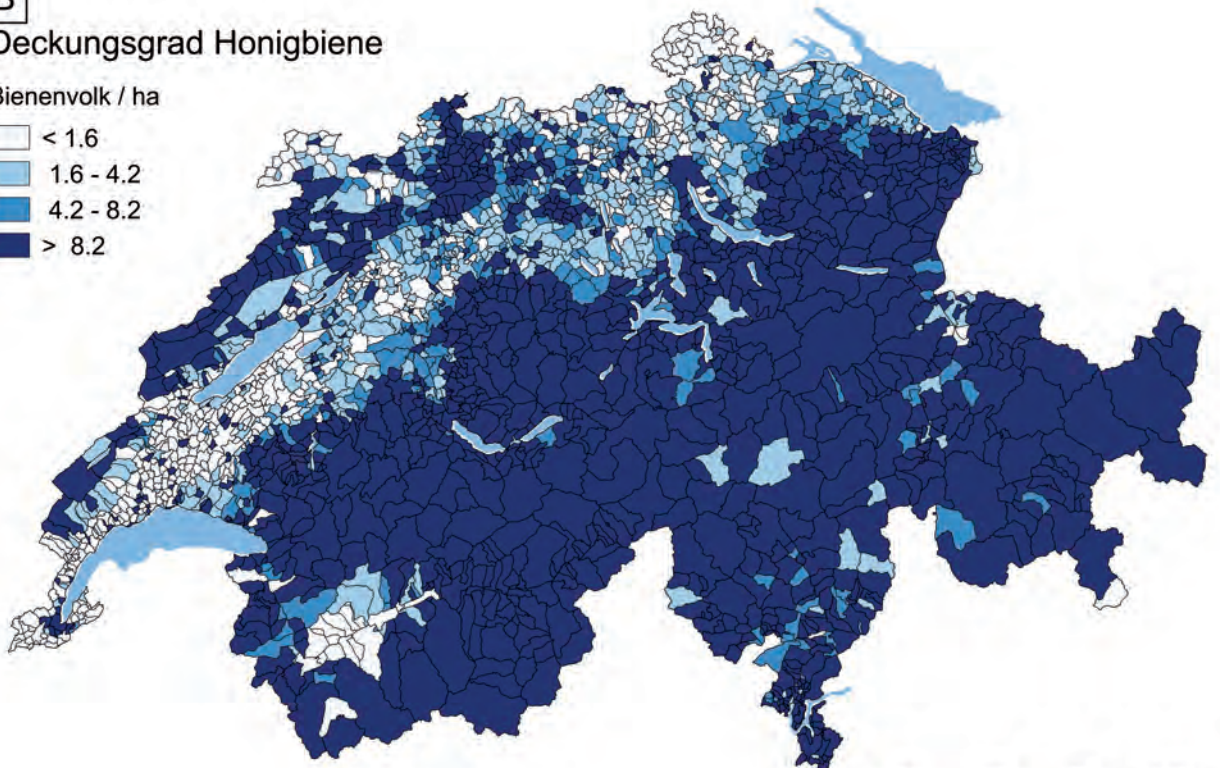 B
Deckungsgrad Honigbiene
Bienenvolk / ha
< 1.6
1.6 - 4.2
4.2 - 8.2
> 8.2